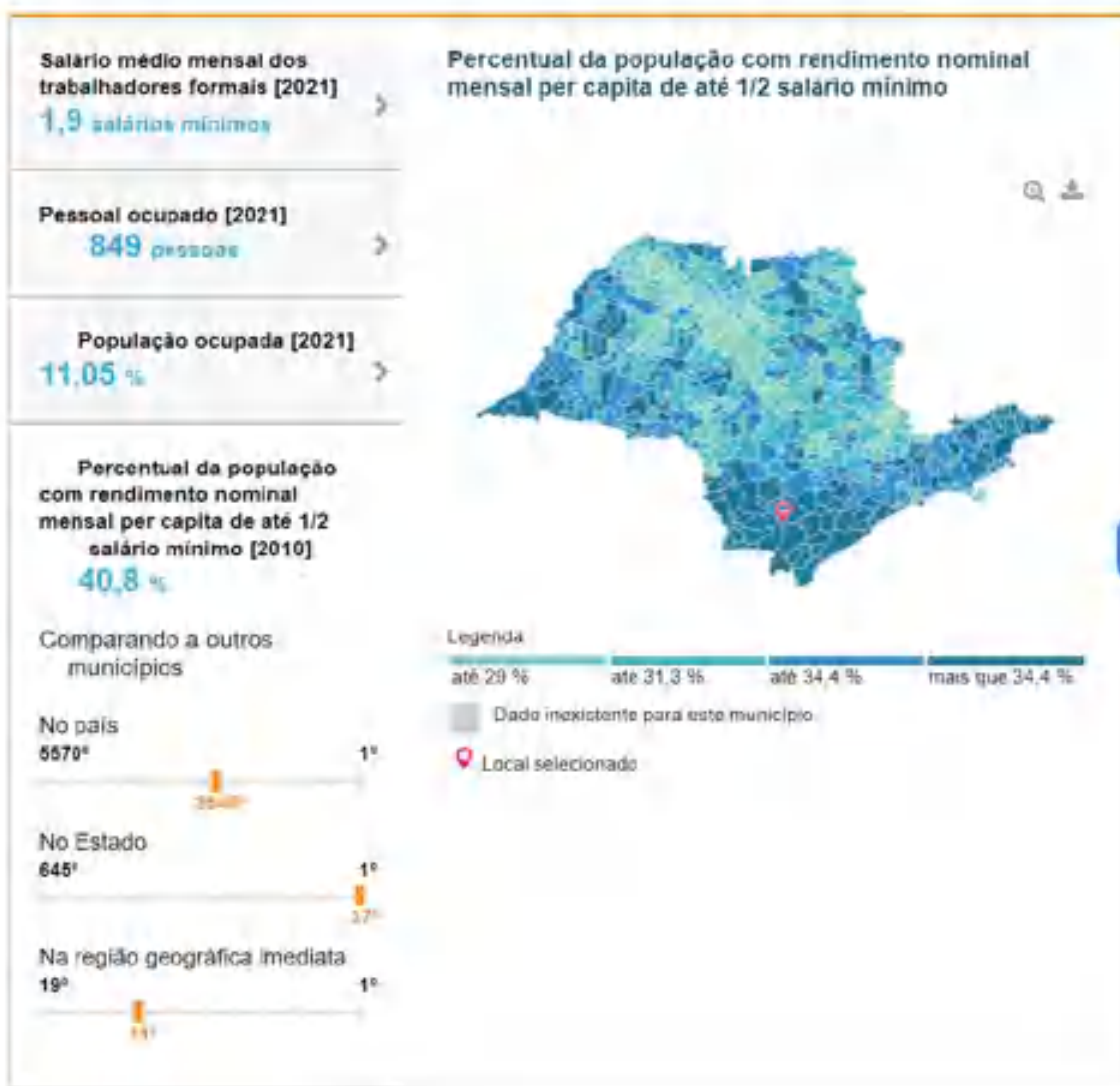 Salário médio mensal dos
trabalhadores formais [2021]
1,9 salários mínimos
Pessoal ocupado [2021]
849 pessoas
População ocupada [2021]
11,05 %
Percentual da população
com rendimento nominal
mensal per capita de até 1/2
salário mínimo [2010]
40,8 %
Comparando a outros
municípios
No país
5570º 1º
No Estado
645º 1º
Na região geográfica imediata
19º 1º
11º
Percentual da população com rendimento nominal
mensal per capita de até 1/2 salário mínimo
Legenda
até 29 % até 31,3 % até 34,4 % mais que 34,4 %
Dado inexistente para este município
Local selecionado